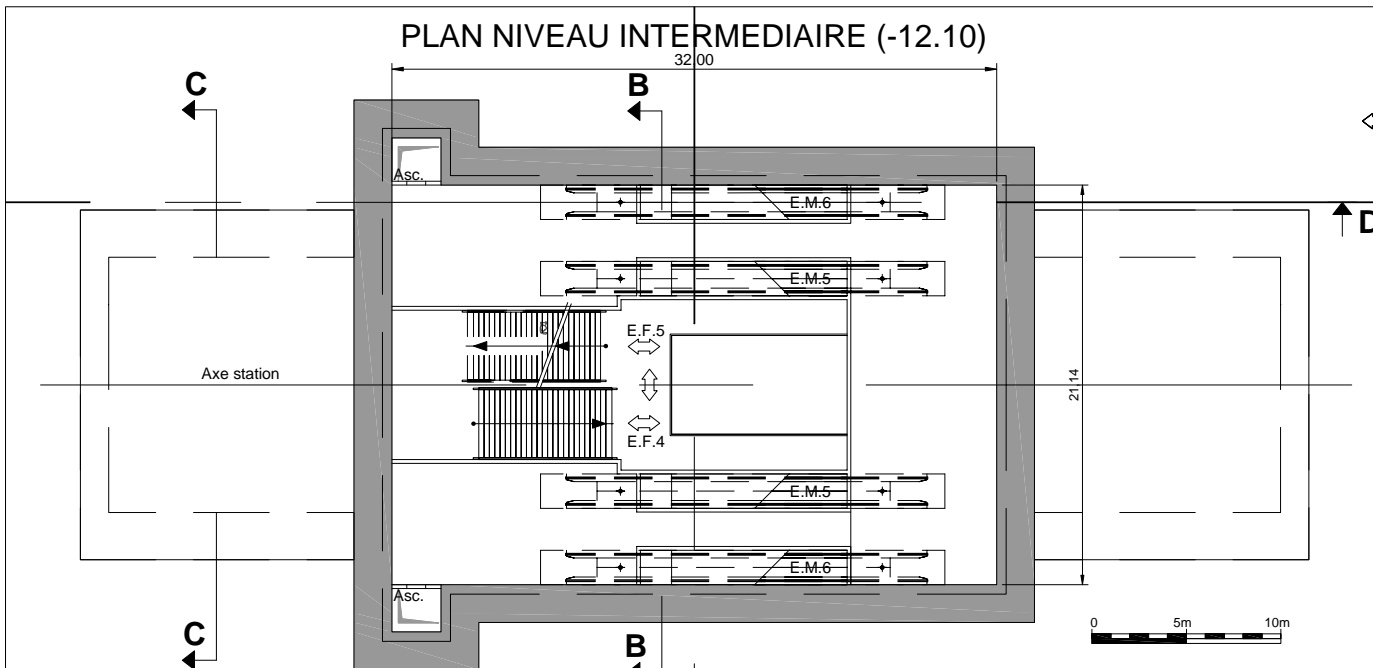 PLAN NIVEAU INTERMEDIAIRE (-12.10)
32.00
C
B
Asc.
E.M.6
D
E.M.5
E.F.5
Axe station
21.14
E.F.4
E.M.5
E.M.6
Asc.
0 5m 10m
C
B